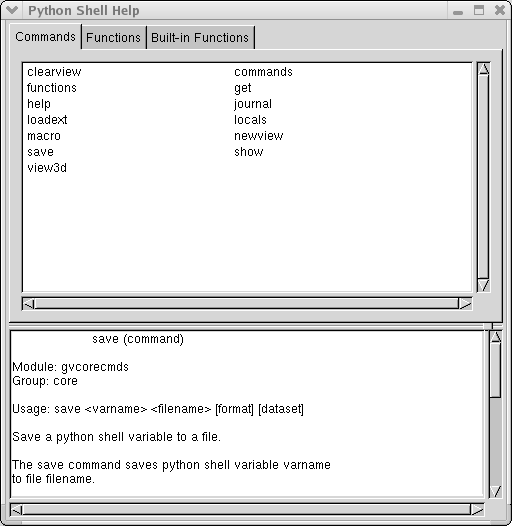 Python Shell Help
Commands Functions Built-in Functions
clearview commands
functions get
help journal
loadext locals
macro newview
save show
view3d
save (command)
Module: gvcorecmds
Group: core
Usage: save <varname> <filename> [format] [dataset]
Save a python shell variable to a file.
The save command saves python shell variable varname
to file filename.